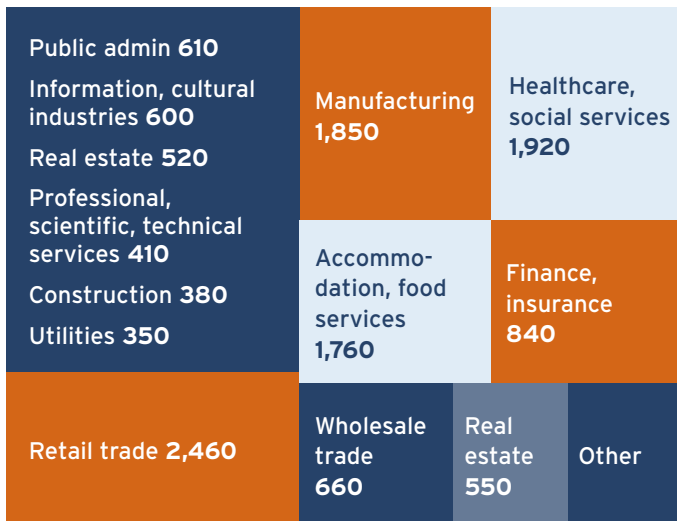 Public admin 610
Information, cultural
industries 600
Real estate 520
Professional,
scientific, technical
services 410
Construction 380
Utilities 350
Retail trade 2,460
Manufacturing
1,850
Healthcare,
social services
1,920
Accommo-
dation, food
services
1,760
Finance,
insurance
840
Wholesale
trade
660
Real
estate
550
Other